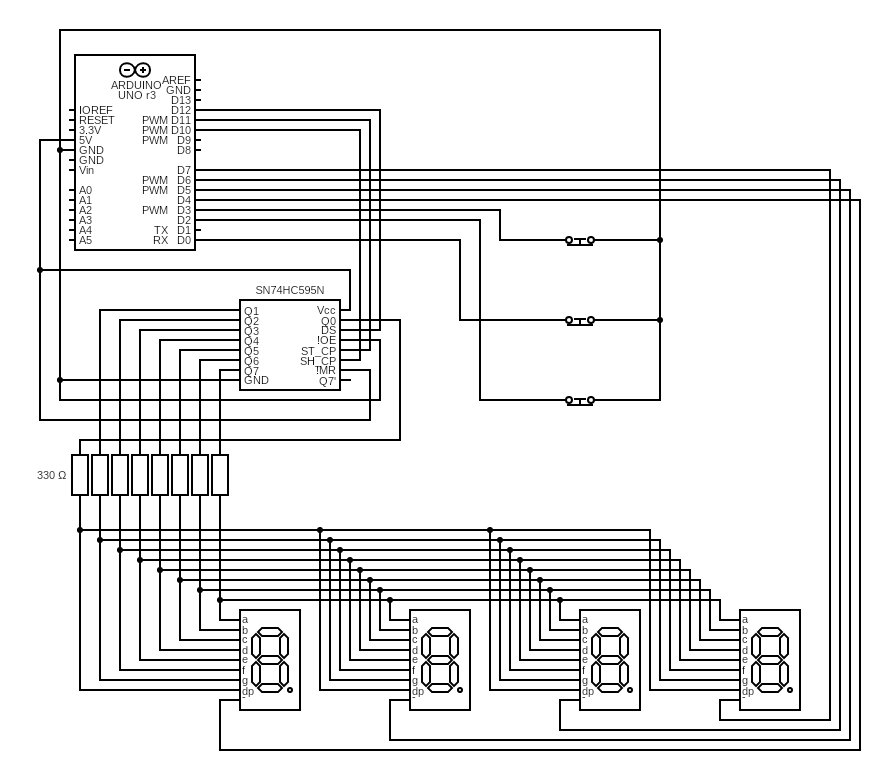 ARDUINO
UNO r3
AREF
GND
D13
IOREF D12
RESET PWM D11
3.3V PWM D10
5V PWM D9
GND D8
GND
Vin D7
PWM D6
A0 PWM D5
A1 D4
A2 PWM D3
A3 D2
A4 TX D1
A5 RX D0
SN74HC595N
Q1 Vcc
Q2 Q0
Q3 DS
Q4 !OE
Q5 ST_CP
Q6 SH_CP
Q7 !MR
GND Q7'
330 Ω
a a a a
b b b b
c c c c
d d d d
e e e e
f f f f
g g g g
dp dp dp dp
- - - -